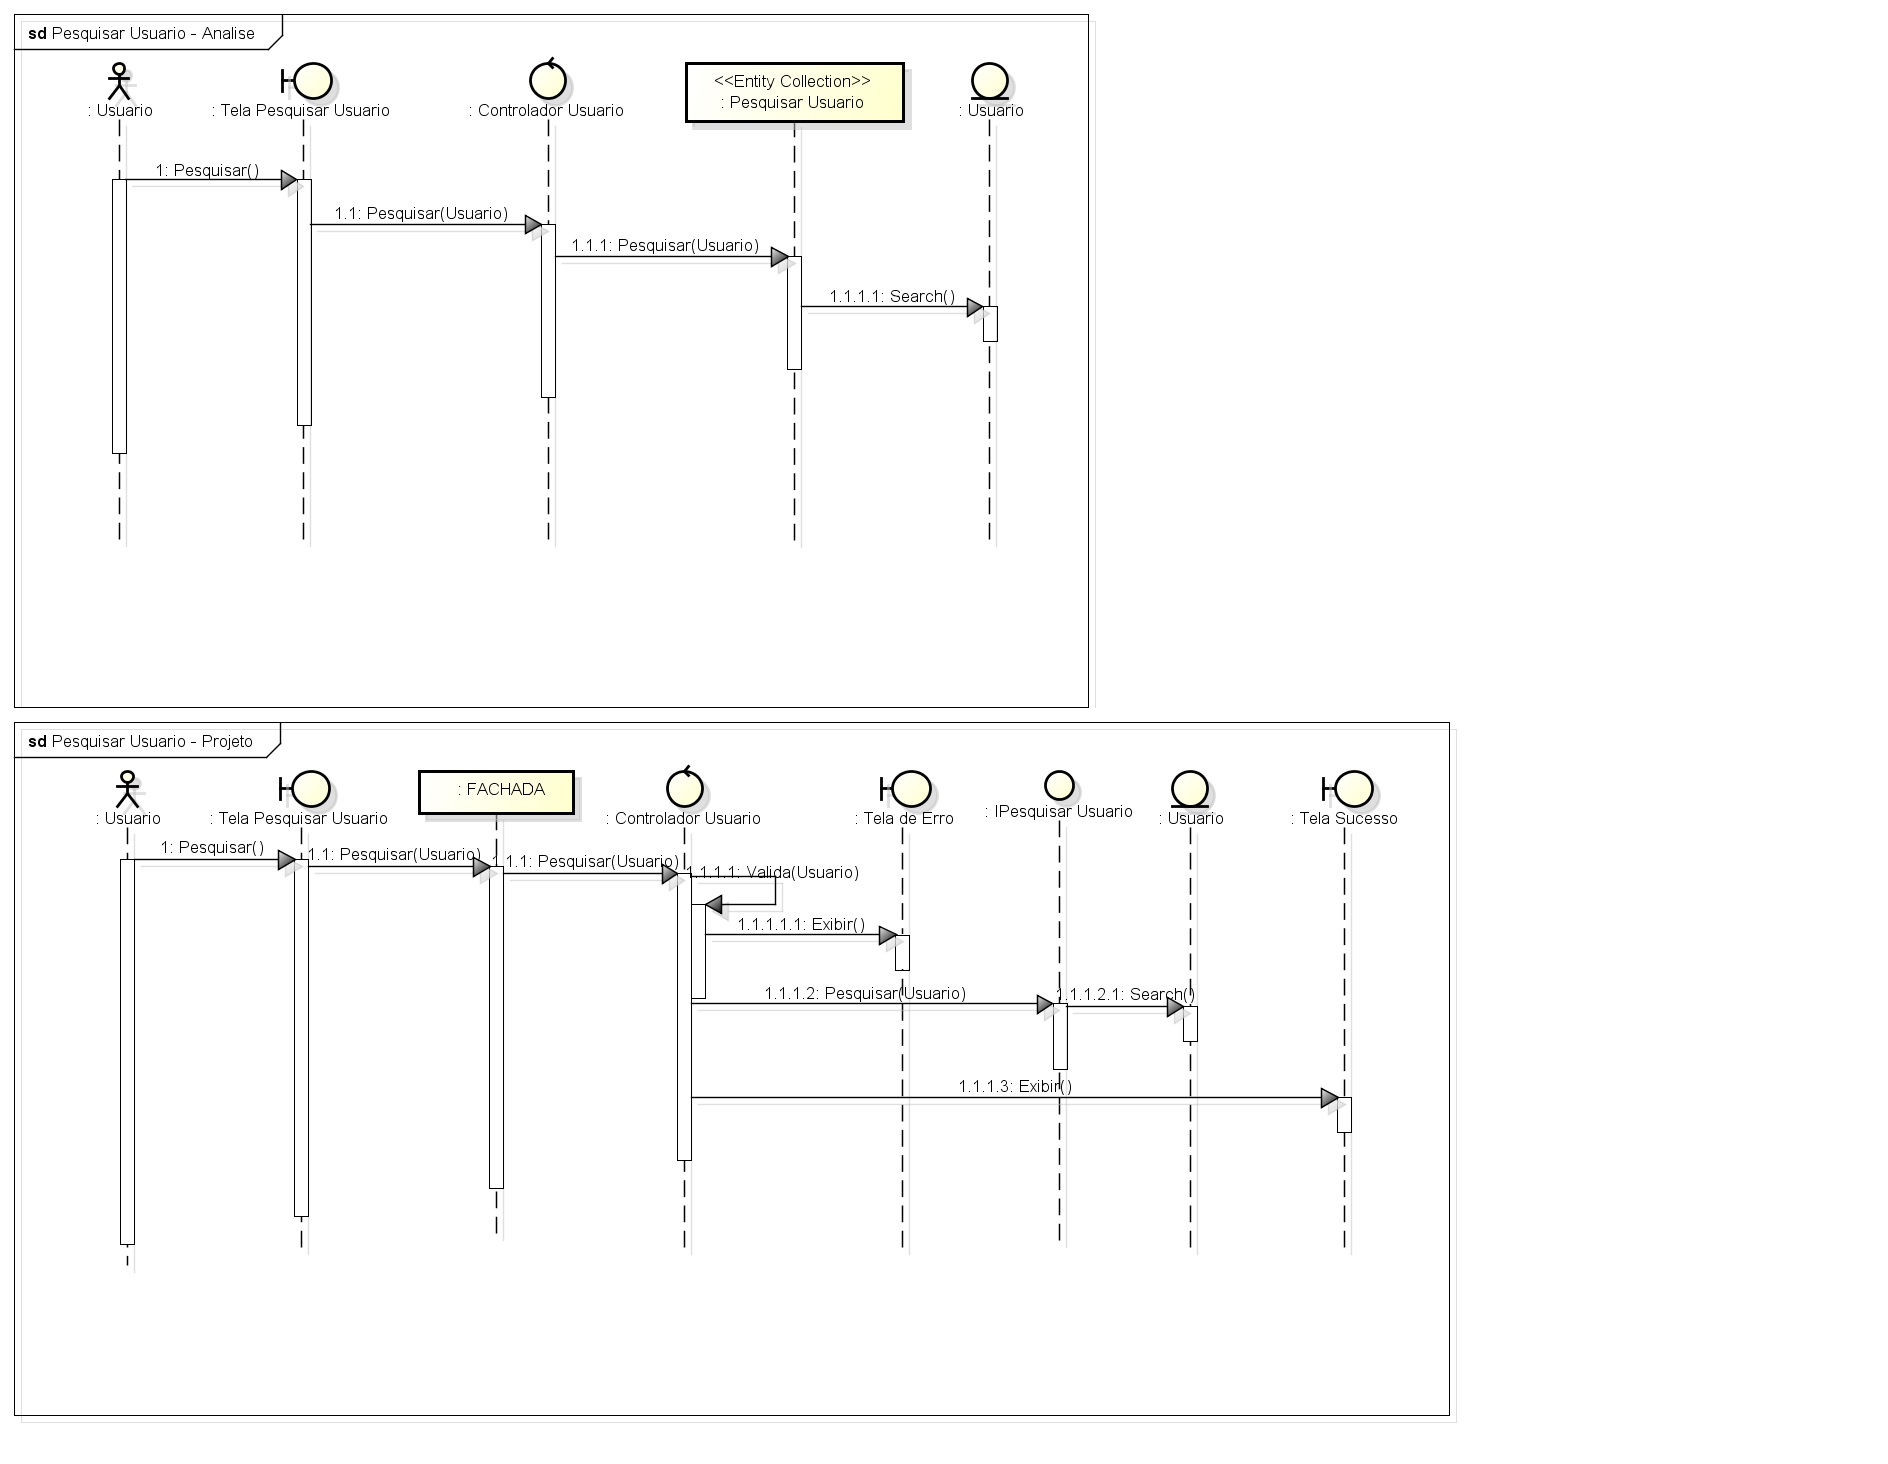 sd Pesquisar Usuario - Analise
: Usuario
: Tela Pesquisar Usuario
: Controlador Usuario
<<Entity Collection>>
: Pesquisar Usuario
: Usuario
1: Pesquisar()
1.1: Pesquisar(Usuario)
1.1.1: Pesquisar(Usuario)
1.1.1.1: Search()
sd Pesquisar Usuario - Projeto
: Usuario
: Tela Pesquisar Usuario
: FACHADA
: Controlador Usuario
: Tela de Erro
: IPesquisar Usuario
: Usuario
: Tela Sucesso
1: Pesquisar()
1.1: Pesquisar(Usuario)
1.1.1: Pesquisar(Usuario)
1.1.1.1: Valida(Usuario)
1.1.1.1.1: Exibir()
1.1.1.2: Pesquisar(Usuario)
1.1.1.2.1: Search()
1.1.1.3: Exibir()